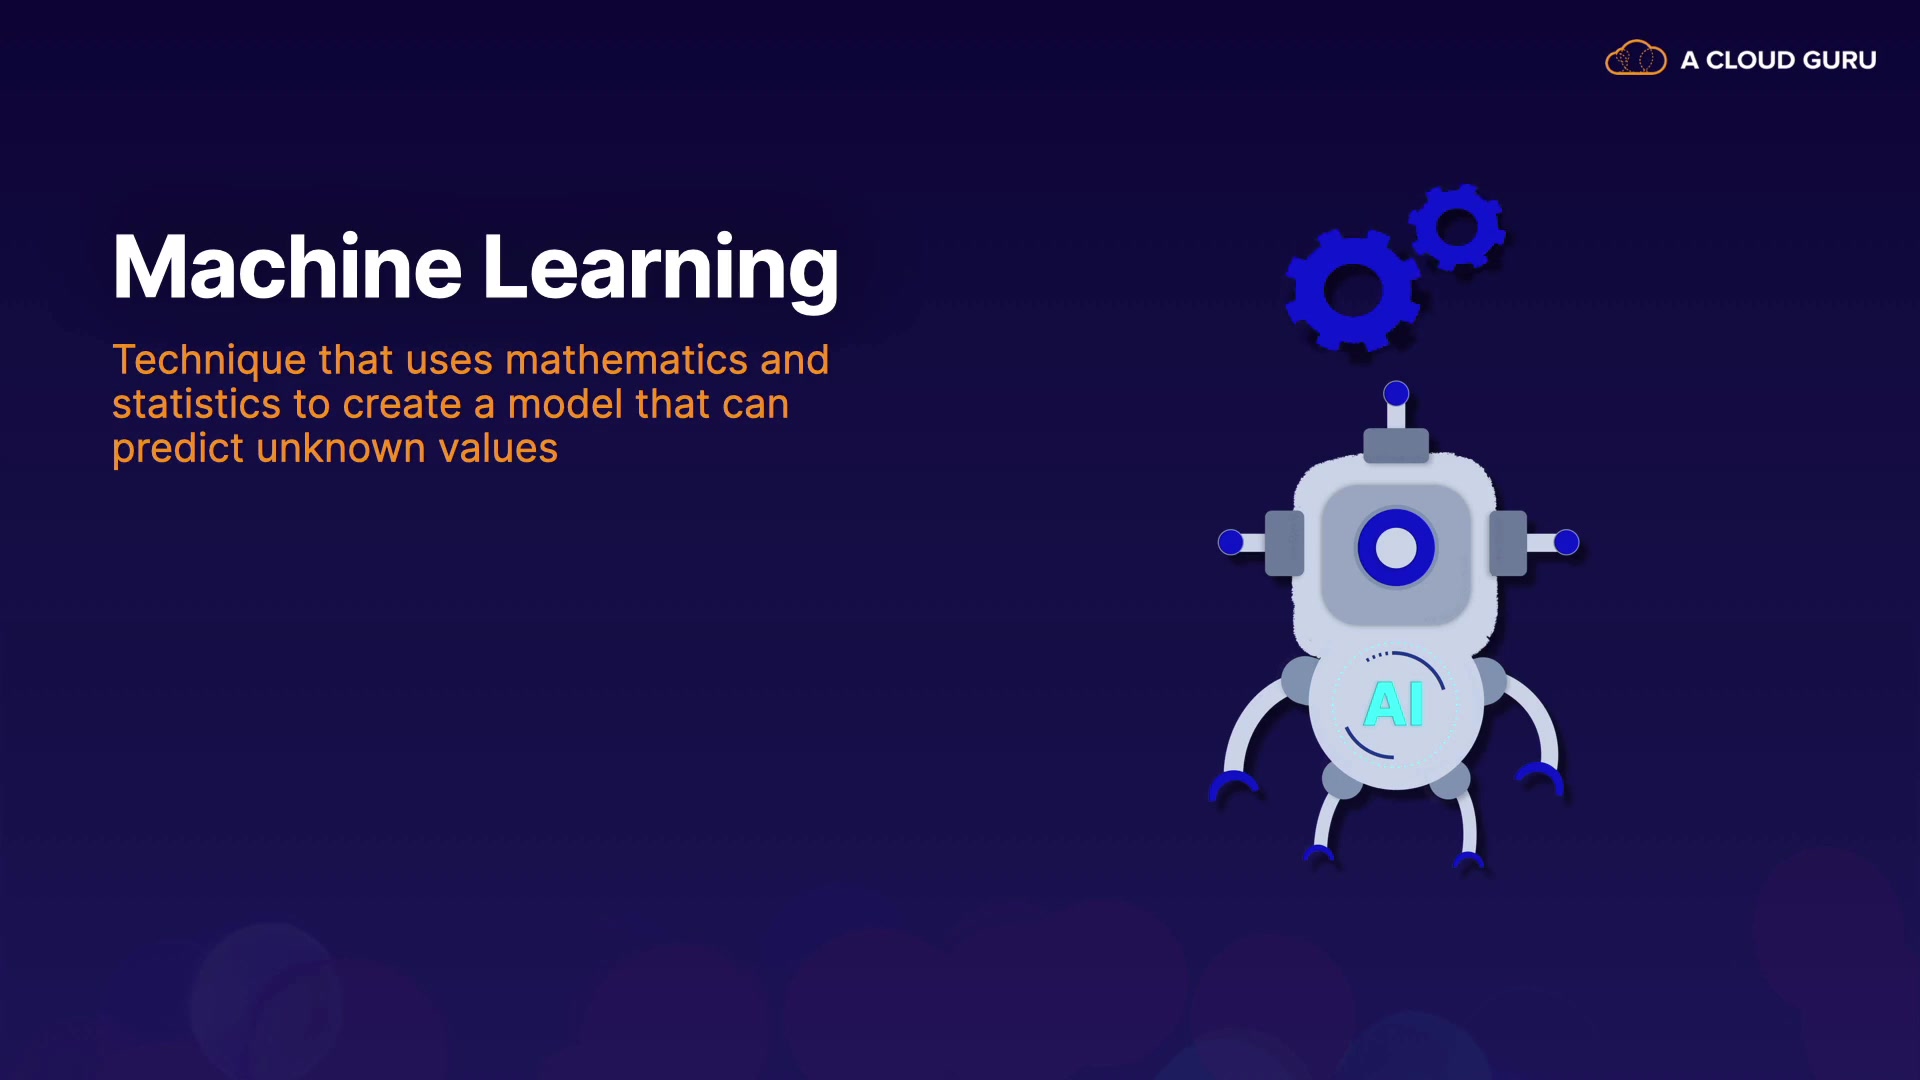 A CLOUD GURU
Machine Learning
Technique that uses mathematics and
statistics to create a model that can
predict unknown values
AI